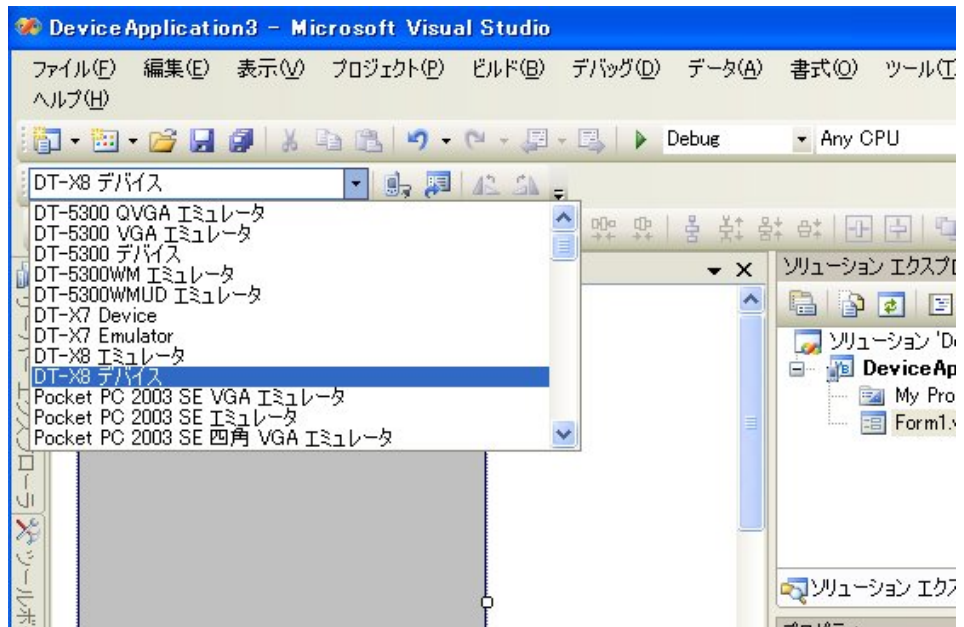 DeviceApplication3 - Microsoft Visual Studio
ファイル(F) 編集(E) 表示(V) プロジェクト(P) ビルド(B) デバッグ(D) データ(A) 書式(O) ツール(T
ヘルプ(H)
Debug Any CPU
DT-X8 デバイス
DT-5300 QVGA エミュレータ
DT-5300 VGA エミュレータ
DT-5300 デバイス
DT-5300WM エミュレータ
DT-5300WMUD エミュレータ
DT-X7 Device
DT-X7 Emulator
DT-X8 エミュレータ
DT-X8 デバイス
Pocket PC 2003 SE VGA エミュレータ
Pocket PC 2003 SE エミュレータ
Pocket PC 2003 SE 四角 VGA エミュレータ
ソリューション エクスプロ
ソリューション 'De
DeviceAp
My Pro
Form1.v
ソリューション エクス
ツールボ